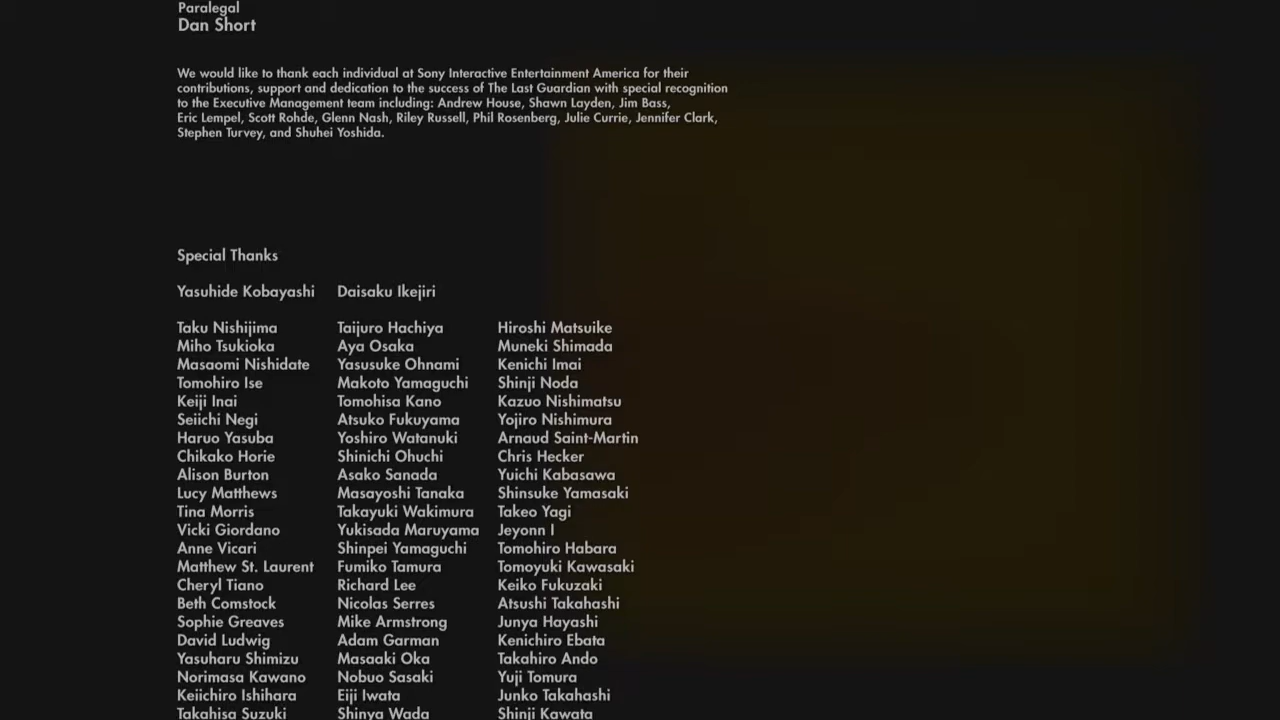 Paralegal
Dan Short
We would like to thank each individual at Sony Interactive Entertainment America for their
contributions, support and dedication to the success of The Last Guardian with special recognition
to the Executive Management team including: Andrew House, Shawn Layden, Jim Bass,
Eric Lempel, Scott Rohde, Glenn Nash, Riley Russell, Phil Rosenberg, Julie Currie, Jennifer Clark,
Stephen Turvey, and Shuhei Yoshida.
Special Thanks
Yasuhide Kobayashi Daisaku Ikejiri
Taku Nishijima Taijuro Hachiya Hiroshi Matsuike
Miho Tsukioka Aya Osaka Muneki Shimada
Masaomi Nishidate Yasusuke Ohnami Kenichi Imai
Tomohiro Ise Makoto Yamaguchi Shinji Noda
Keiji Inai Tomohisa Kano Kazuo Nishimatsu
Seiichi Negi Atsuko Fukuyama Yojiro Nishimura
Haruo Yasuba Yoshiro Watanuki Arnaud Saint-Martin
Chikako Horie Shinichi Ohuchi Chris Hecker
Alison Burton Asako Sanada Yuichi Kabasawa
Lucy Matthews Masayoshi Tanaka Shinsuke Yamasaki
Tina Morris Takayuki Wakimura Takeo Yagi
Vicki Giordano Yukisada Maruyama Jeyonn I
Anne Vicari Shinpei Yamaguchi Tomohiro Habara
Matthew St. Laurent Fumiko Tamura Tomoyuki Kawasaki
Cheryl Tiano Richard Lee Keiko Fukuzaki
Beth Comstock Nicolas Serres Atsushi Takahashi
Sophie Greaves Mike Armstrong Junya Hayashi
David Ludwig Adam Garman Kenichiro Ebata
Yasuharu Shimizu Masaaki Oka Takahiro Ando
Norimasa Kawano Nobuo Sasaki Yuji Tomura
Keiichiro Ishihara Eiji Iwata Junko Takahashi
Takahisa Suzuki Shinya Wada Shinji Kawata